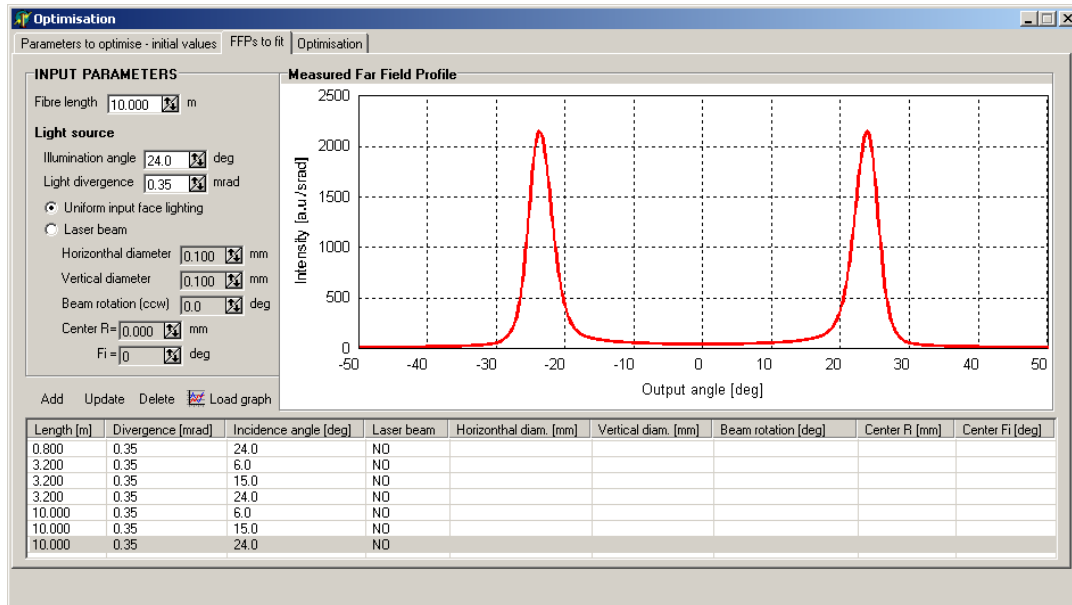 Optimisation
Parameters to optimise - initial values FFPs to fit Optimisation
INPUT PARAMETERS
Fibre length 10.000 m
Light source
Illumination angle 24.0 deg
Light divergence 0.35 mrad
Uniform input face lighting
Laser beam
Horizonthal diameter 0.100 mm
Vertical diameter 0.100 mm
Beam rotation (ccw) 0.0 deg
Center R= 0.000 mm
Fi = 0 deg
Add Update Delete Load graph
Measured Far Field Profile
Intensity [a.u./srad]
2500
2000
1500
1000
500
0
-50 -40 -30 -20 -10 0 10 20 30 40 50
Output angle [deg]
Length [m] Divergence [mrad] Incidence angle [deg] Laser beam Horizonthal diam. [mm] Vertical diam. [mm] Beam rotation [deg] Center R [mm] Center Fi [deg]
0.800 0.35 24.0 NO
3.200 0.35 6.0 NO
3.200 0.35 15.0 NO
3.200 0.35 24.0 NO
10.000 0.35 6.0 NO
10.000 0.35 15.0 NO
10.000 0.35 24.0 NO